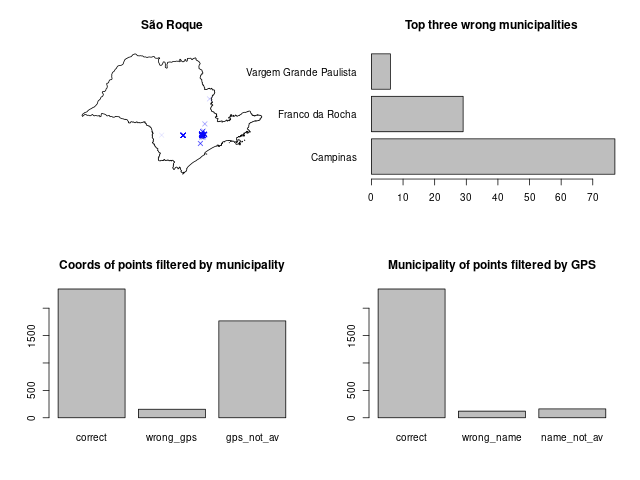 São Roque
Top three wrong municipalities
Vargem Grande Paulista
Franco da Rocha
Campinas
0 10 20 30 40 50 60 70
Coords of points filtered by municipality
0 500 1500
correct wrong_gps gps_not_av
Municipality of points filtered by GPS
0 500 1500
correct wrong_name name_not_av